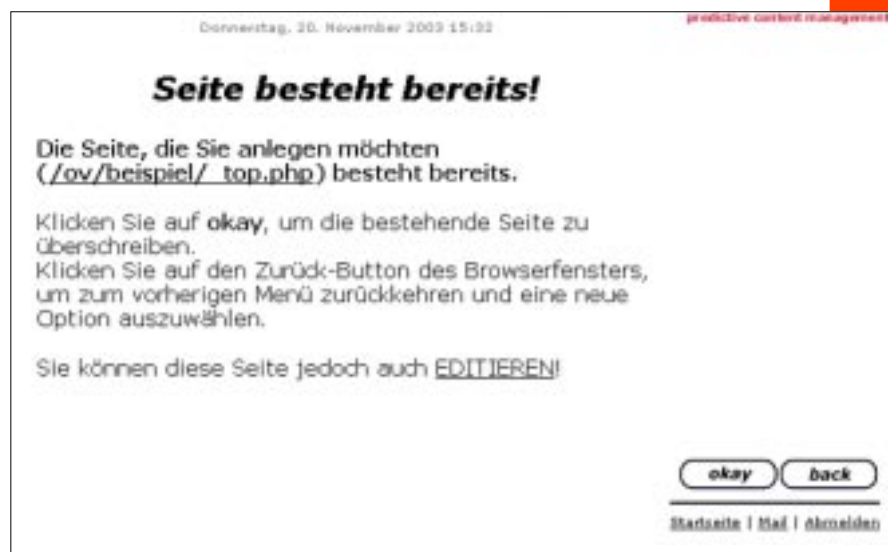 Donnerstag, 20. November 2003 15:32
predictive content management
Seite besteht bereits!
Die Seite, die Sie anlegen möchten
(/ov/beispiel/_top.php) besteht bereits.
Klicken Sie auf okay, um die bestehende Seite zu
überschreiben.
Klicken Sie auf den Zurück-Button des Browserfensters,
um zum vorherigen Menü zurückkehren und eine neue
Option auszuwählen.
Sie können diese Seite jedoch auch EDITIEREN!
okay back
Startseite | Mail | Abmelden